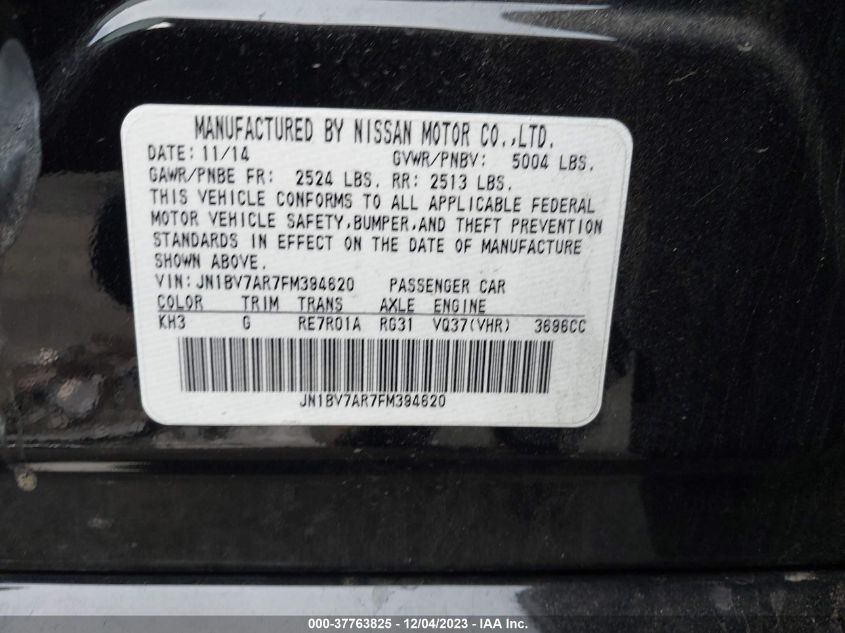 MANUFACTURED BY NISSAN MOTOR CO.,LTD.
DATE: 11/14 GVWR/PNBV: 5004 LBS.
GAWR/PNBE FR: 2524 LBS. RR: 2513 LBS.
THIS VEHICLE CONFORMS TO ALL APPLICABLE FEDERAL
MOTOR VEHICLE SAFETY,BUMPER,AND THEFT PREVENTION
STANDARDS IN EFFECT ON THE DATE OF MANUFACTURE
SHOWN ABOVE.
VIN: JN1BV7AR7FM394620 PASSENGER CAR
COLOR TRIM TRANS AXLE ENGINE
KH3 G RE7R01A RG31 VQ37(VHR) 3696CC
JN1BV7AR7FM394620
000-37763825 - 12/04/2023 - IAA Inc.